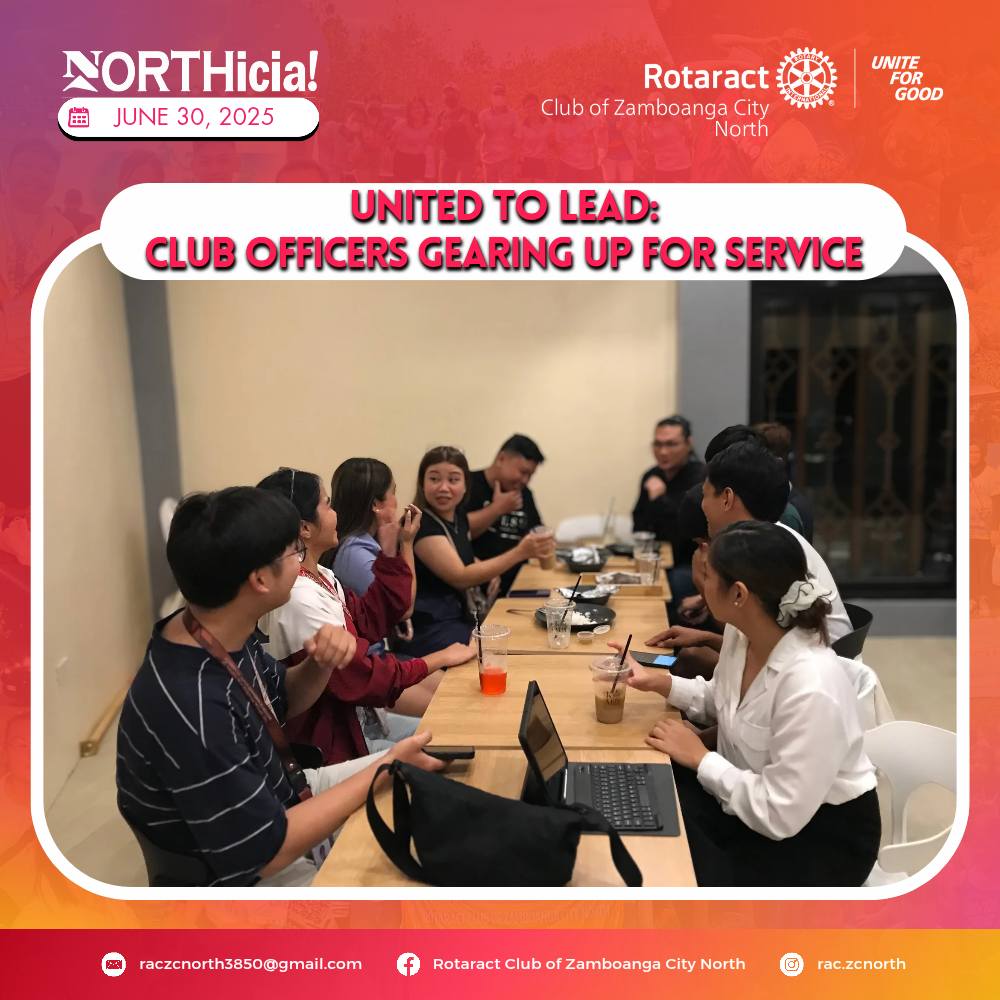 NORTHicia!
JUNE 30, 2025
Rotaract
Club of Zamboanga City
North
UNITE
FOR
GOOD
UNITED TO LEAD:
CLUB OFFICERS GEARING UP FOR SERVICE
raczcnorth3850@gmail.com
Rotaract Club of Zamboanga City North
rac.zcnorth